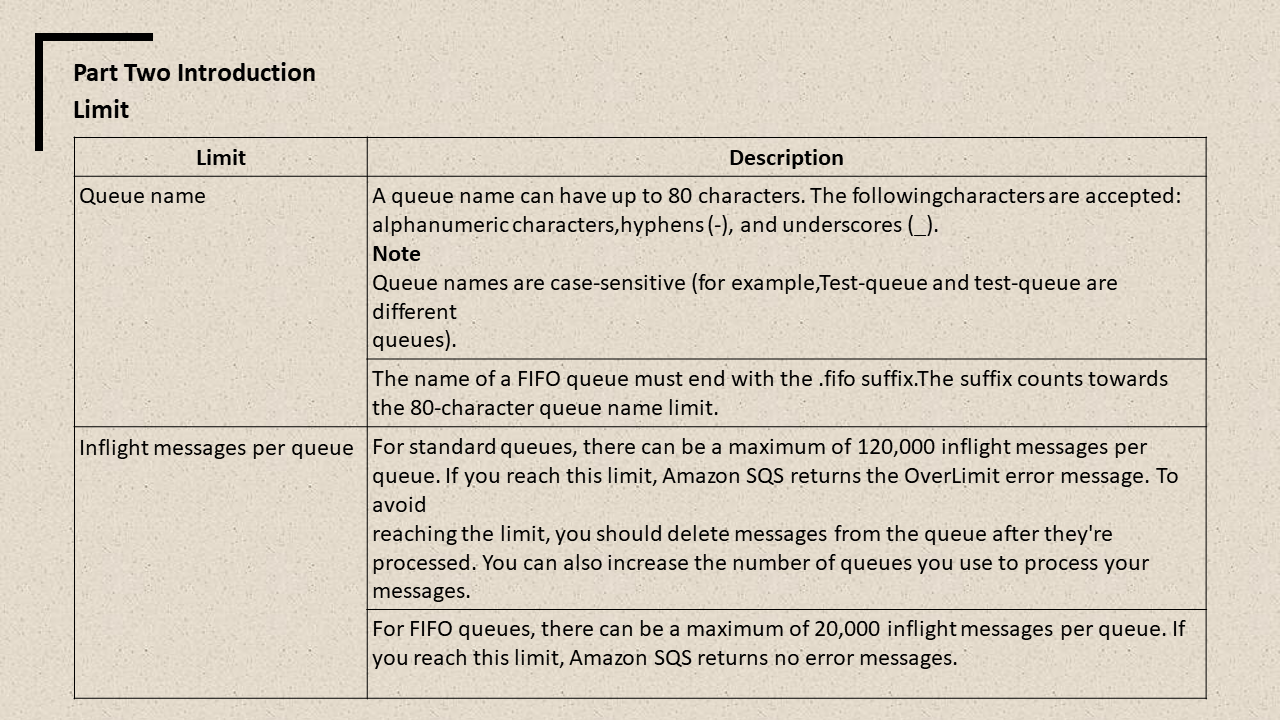 Part Two Introduction
Limit
Limit
Description
Queue name
A queue name can have up to 80 characters. The followingcharacters are accepted:
alphanumeric characters,hyphens (-), and underscores (_).
Note
Queue names are case-sensitive (for example,Test-queue and test-queue are
different
queues).
The name of a FIFO queue must end with the .fifo suffix.The suffix counts towards
the 80-character queue name limit.
Inflight messages per queue
For standard queues, there can be a maximum of 120,000 inflight messages per
queue. If you reach this limit, Amazon SQS returns the OverLimit error message. To
avoid
reaching the limit, you should delete messages from the queue after they're
processed. You can also increase the number of queues you use to process your
messages.
For FIFO queues, there can be a maximum of 20,000 inflight messages per queue. If
you reach this limit, Amazon SQS returns no error messages.